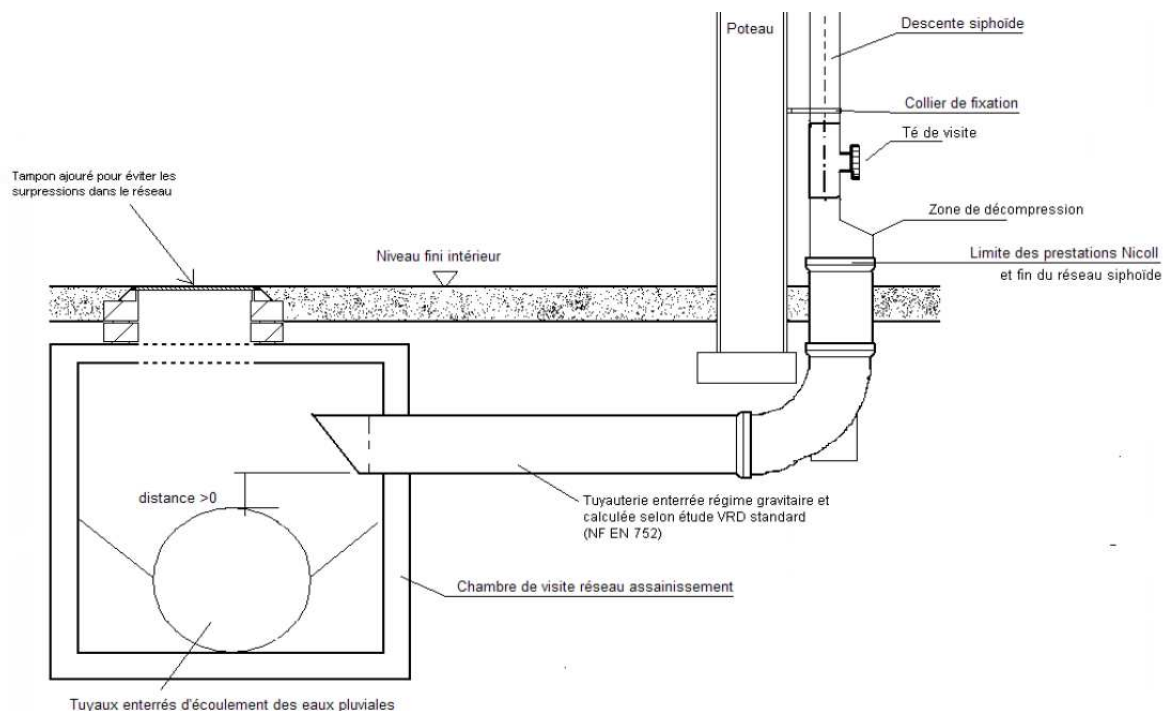 Poteau
Descente siphoïde
Collier de fixation
Té de visite
Tampon ajouré pour éviter les
surpressions dans le réseau
Zone de décompression
Niveau fini intérieur
Limite des prestations Nicoll
et fin du réseau siphoïde
distance >0
Tuyauterie enterrée régime gravitaire et
calculée selon étude VRD standard
(NF EN 752)
Chambre de visite réseau assainissement
Tuyaux enterrés d'écoulement des eaux pluviales